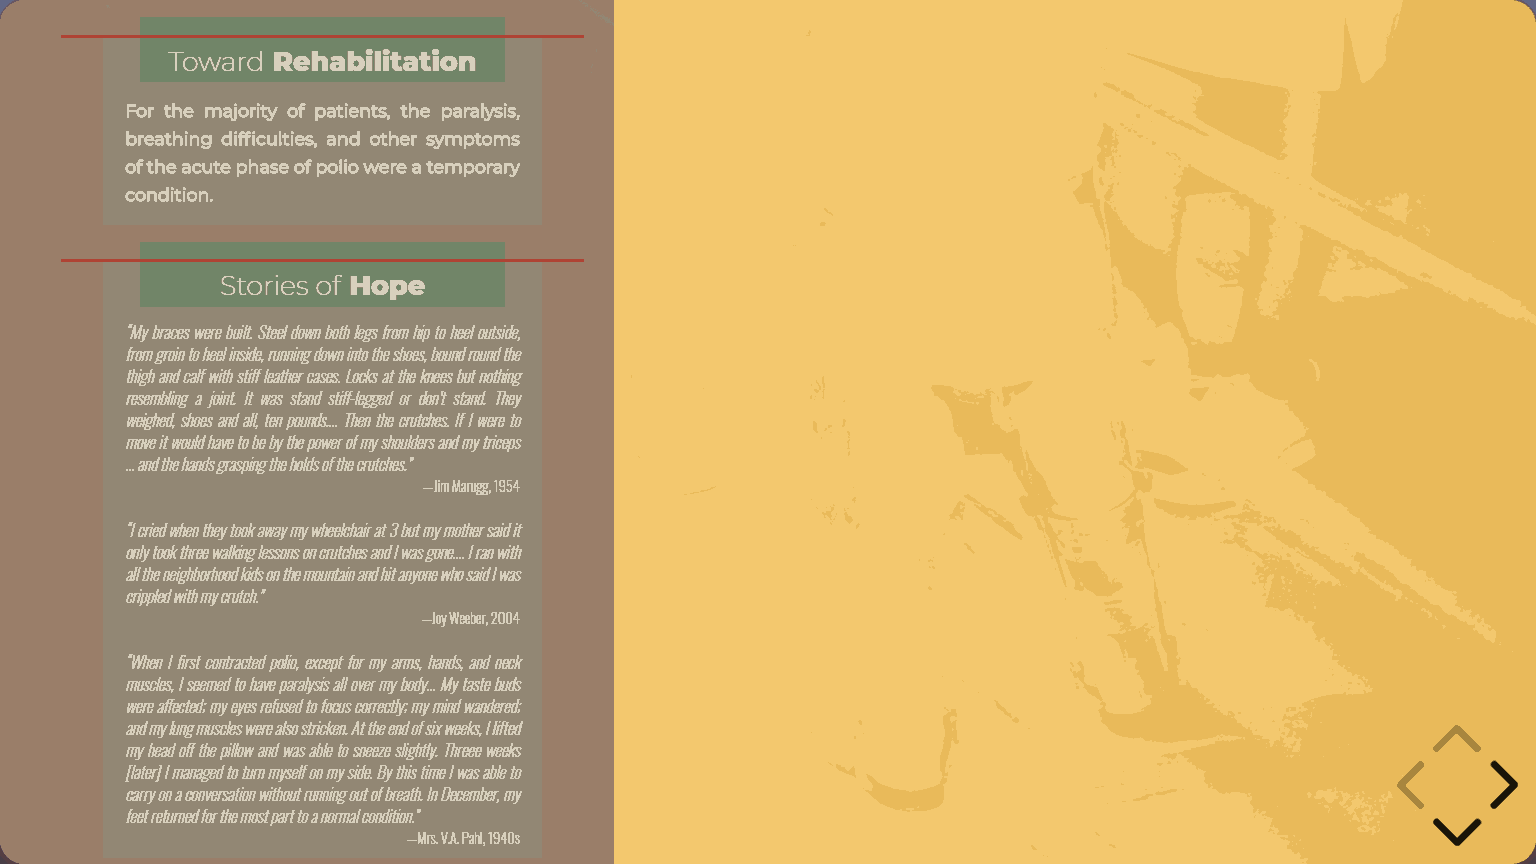 Toward Rehabilitation
For the majority of patients, the paralysis,
breathing difficulties, and other symptoms
of the acute phase of polio were a temporary
condition.
Stories of Hope
"My braces were built. Steel down both legs from hip to heel outside,
from groin to heel inside, running down into the shoes, bound round the
thigh and calf with stiff leather cases. Locks at the knees but nothing
resembling a joint. It was stand stiff-legged or don't stand. They
weighed, shoes and all, ten pounds.... Then the crutches. If I were to
move it would have to be by the power of my shoulders and my triceps
... and the hands grasping the holds of the crutches."
—Jim Marugg, 1954
"I cried when they took away my wheelchair at 3 but my mother said it
only took three walking lessons on crutches and I was gone.... I ran with
all the neighborhood kids on the mountain and hit anyone who said I was
crippled with my crutch."
—Joy Weeber, 2004
"When I first contracted polio, except for my arms, hands, and neck
muscles, I seemed to have paralysis all over my body... My taste buds
were affected; my eyes refused to focus correctly; my mind wandered;
and my lung muscles were also stricken. At the end of six weeks, I lifted
my head off the pillow and was able to sneeze slightly. Threee weeks
[later] I managed to turn myself on my side. By this time I was able to
carry on a conversation without running out of breath. In December, my
feet returned for the most part to a normal condition."
—Mrs. V.A. Pahl, 1940s